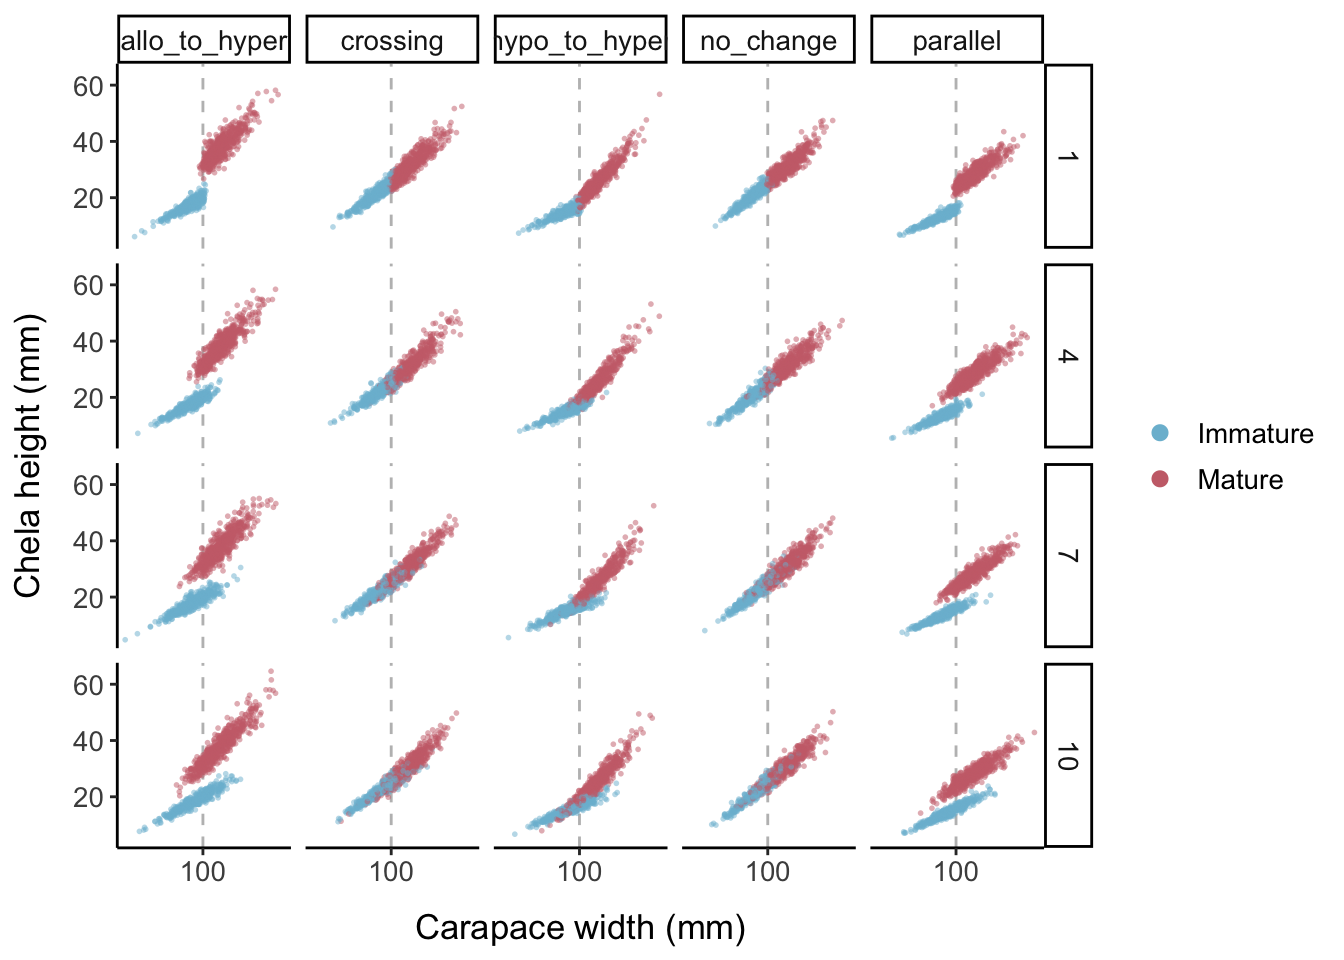 allo_to_hyper crossing hypo_to_hype no_change parallel
60
40
20
1
60
40
20
4
60
40
20
7
60
40
20
10
100 100 100 100 100
Carapace width (mm)
Chela height (mm)
Immature
Mature